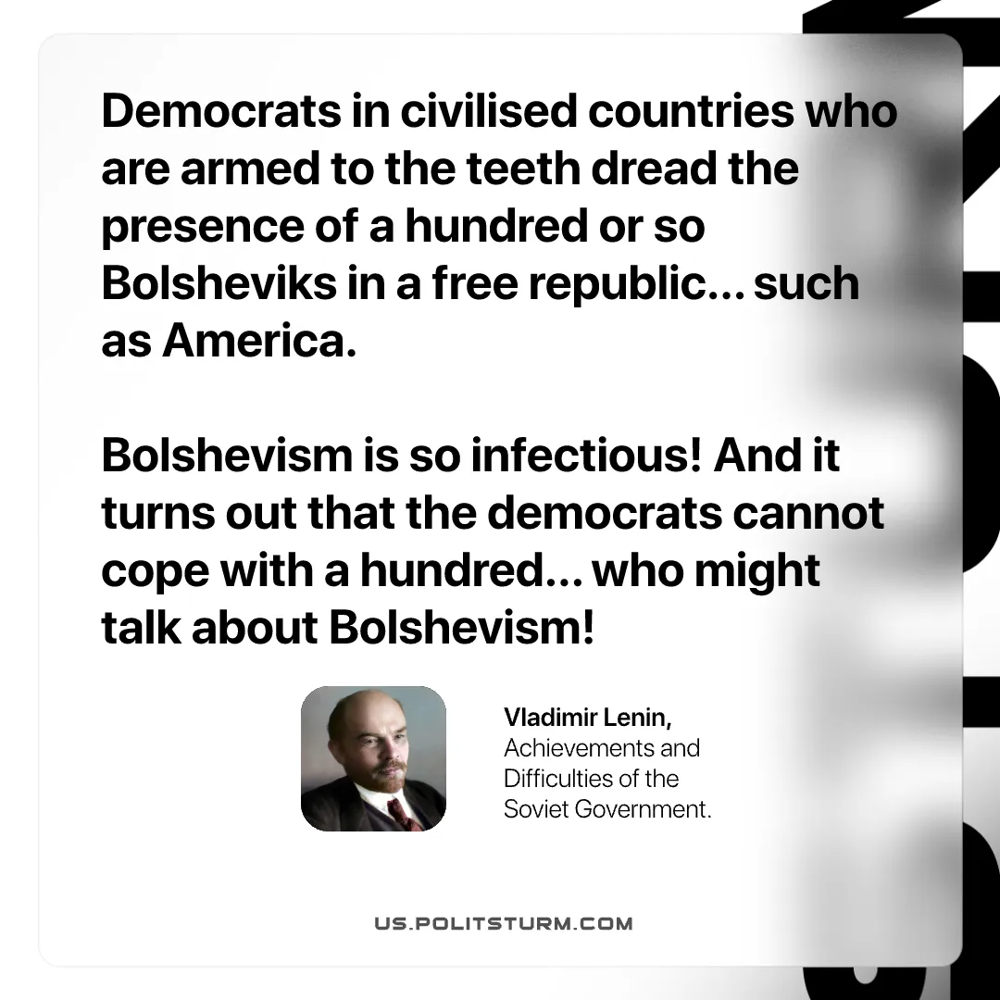 Democrats in civilised countries who
are armed to the teeth dread the
presence of a hundred or so
Bolsheviks in a free republic... such
as America.
Bolshevism is so infectious! And it
turns out that the democrats cannot
cope with a hundred... who might
talk about Bolshevism!
Vladimir Lenin,
Achievements and
Difficulties of the
Soviet Government.
US.POLITSTURM.COM